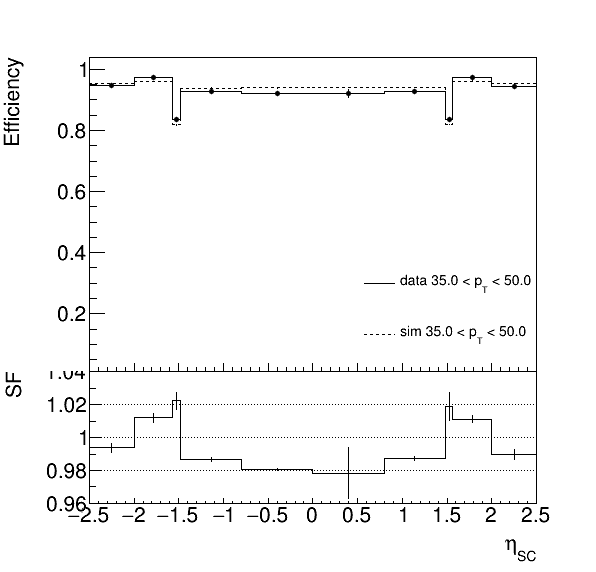 Efficiency
1
0.8
0.6
0.4
0.2
data 35.0 < p_T < 50.0
sim 35.0 < p_T < 50.0
SF
1.04
1.02
1
0.98
0.96
−2.5 −2 −1.5 −1 −0.5 0 0.5 1 1.5 2 2.5
η_SC